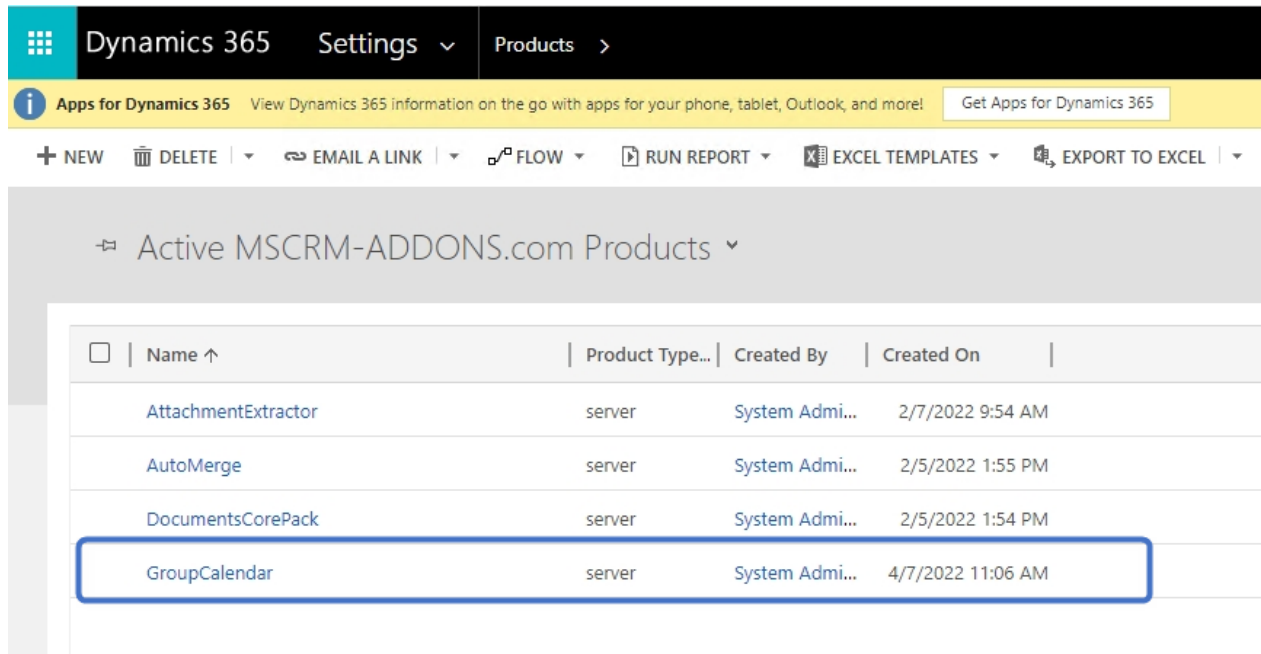 Dynamics 365 Settings Products
Apps for Dynamics 365 View Dynamics 365 information on the go with apps for your phone, tablet, Outlook, and more! Get Apps for Dynamics 365
NEW DELETE EMAIL A LINK FLOW RUN REPORT EXCEL TEMPLATES EXPORT TO EXCEL
Active MSCRM-ADDONS.com Products
Name Product Type... Created By Created On
AttachmentExtractor server System Admi... 2/7/2022 9:54 AM
AutoMerge server System Admi... 2/5/2022 1:55 PM
DocumentsCorePack server System Admi... 2/5/2022 1:54 PM
GroupCalendar server System Admi... 4/7/2022 11:06 AM